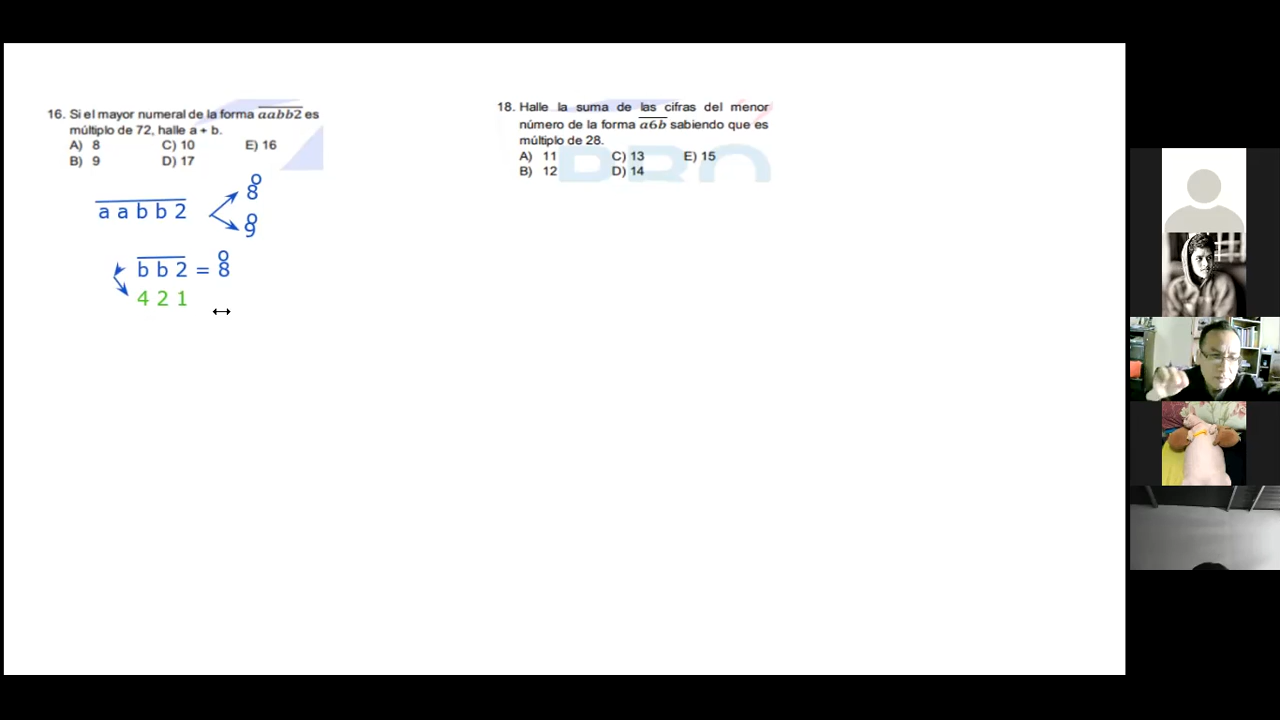 16. Si el mayor numeral de la forma aabb2 es
múltiplo de 72, halle a + b.
A) 8 C) 10 E) 16
B) 9 D) 17
a a b b 2
o
8
o
9
b b 2 = 8
o
4 2 1
18. Halle la suma de las cifras del menor
número de la forma a6b sabiendo que es
múltiplo de 28.
A) 11 C) 13 E) 15
B) 12 D) 14
PRO